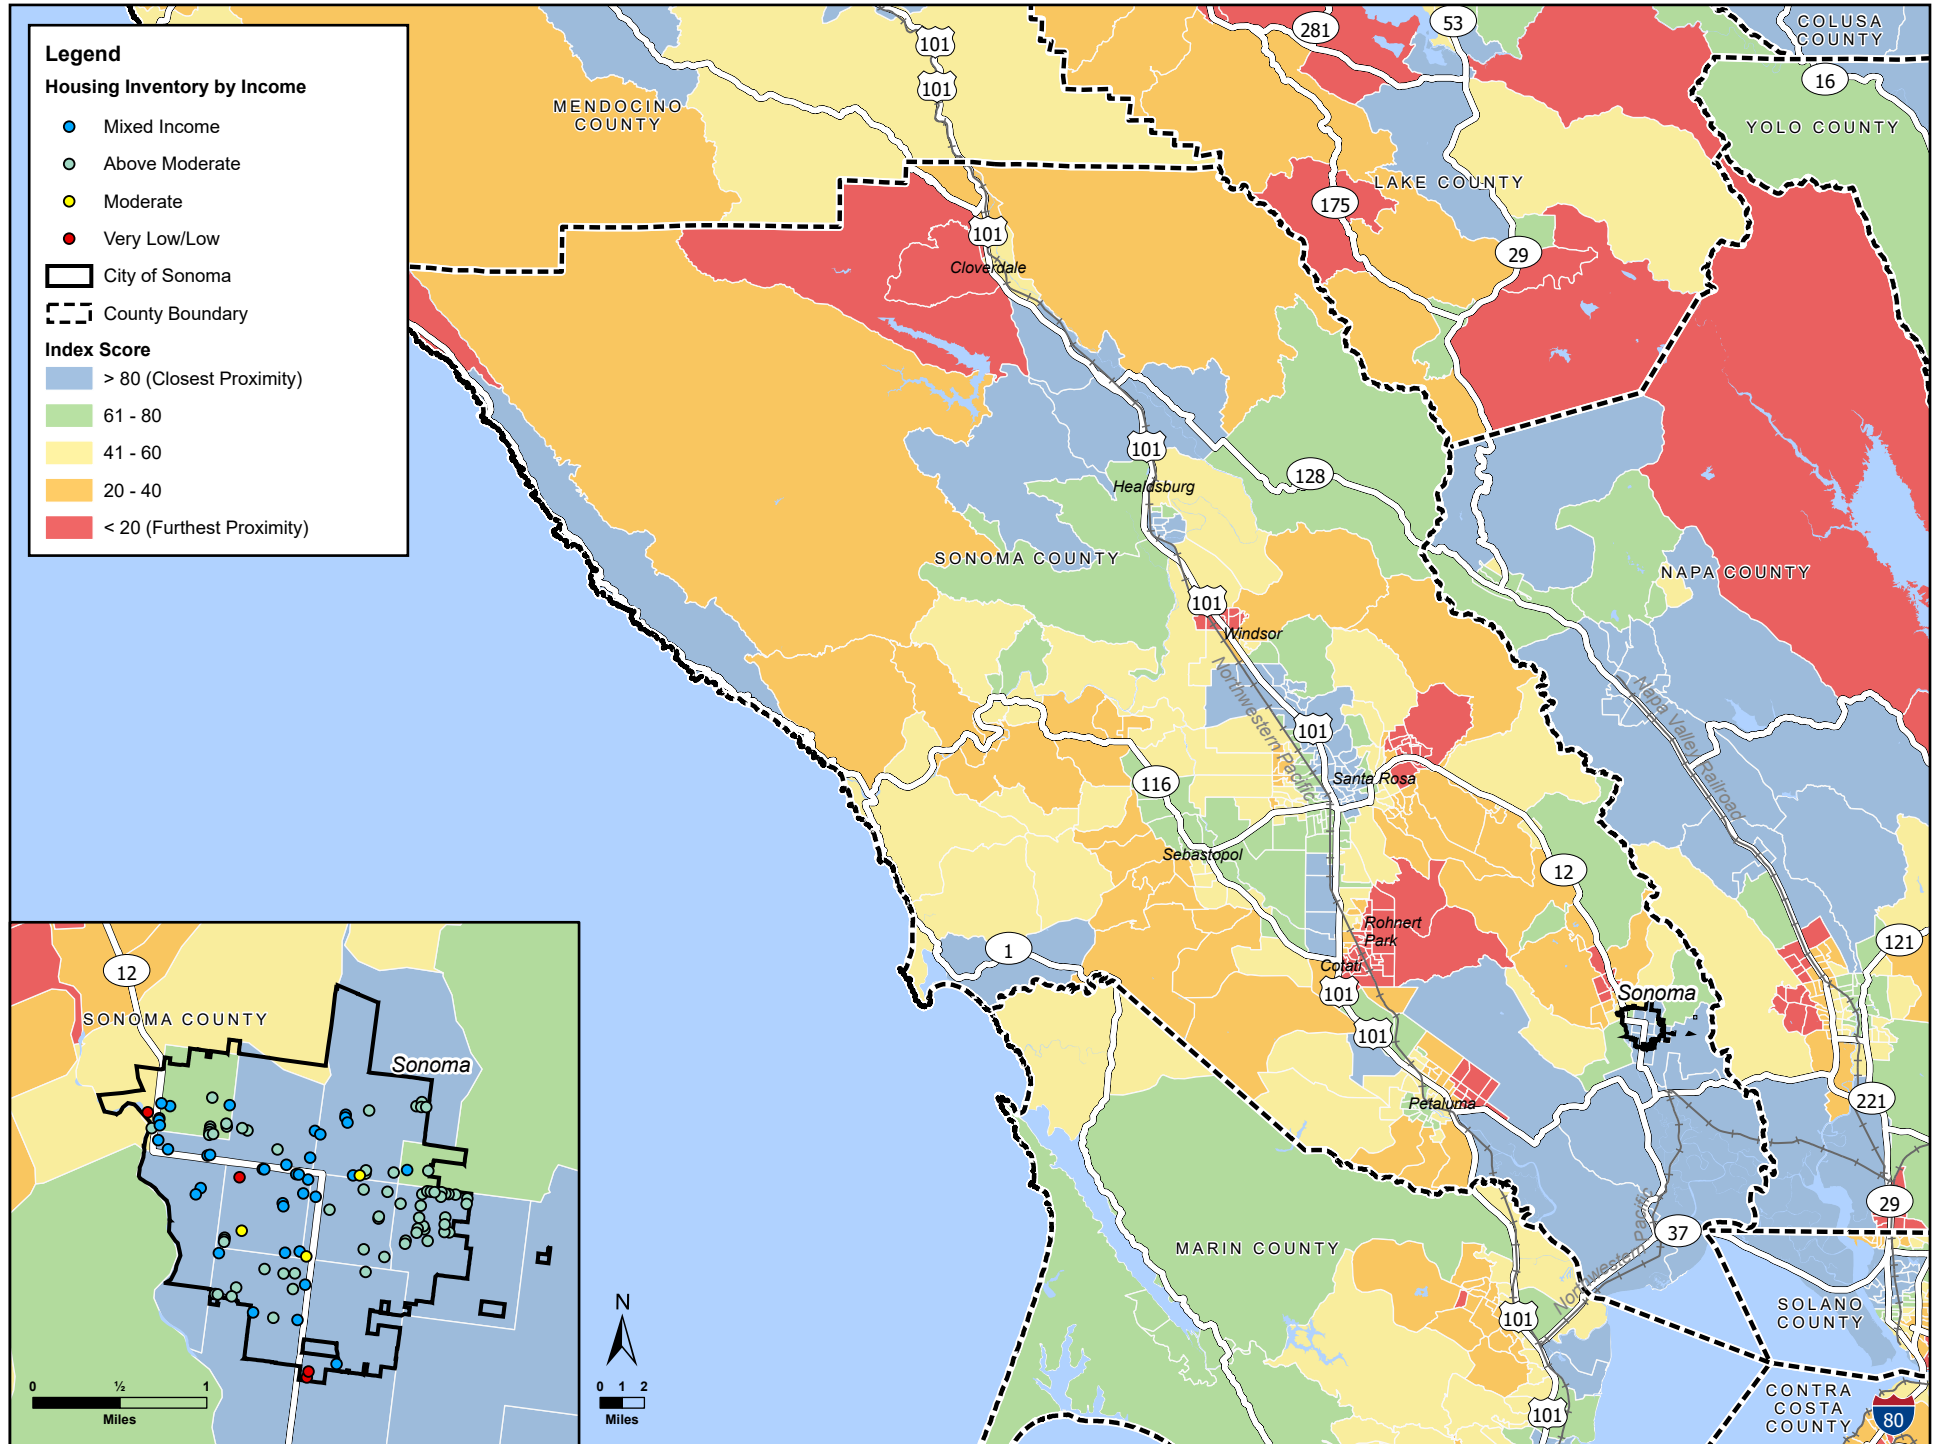 Legend
Housing Inventory by Income
Mixed Income
Above Moderate
Moderate
Very Low/Low
City of Sonoma
County Boundary
Index Score
> 80 (Closest Proximity)
61 - 80
41 - 60
20 - 40
< 20 (Furthest Proximity)
MENDOCINO
COUNTY
101
101
281
53
COLUSA
COUNTY
16
YOLO COUNTY
LAKE COUNTY
175
29
101
Cloverdale
101
Healdsburg
128
SONOMA COUNTY
NAPA COUNTY
101
Windsor
Northwestern Pacific
Napa Valley Railroad
101
Santa Rosa
116
Sebastopol
12
Rohnert
Park
Cotati
101
1
121
Sonoma
101
Petaluma
221
29
37
Northwestern Pacific
MARIN COUNTY
101
SOLANO
COUNTY
101
CONTRA
COSTA
COUNTY
80
12
SONOMA COUNTY
Sonoma
0 ½ 1
Miles
N
0 1 2
Miles